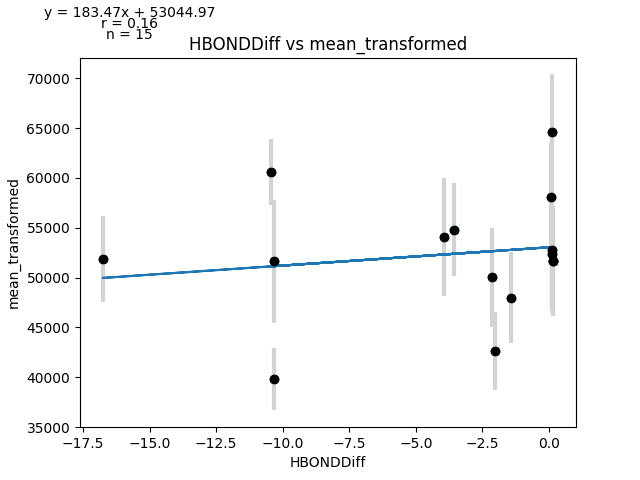 y = 183.47x + 53044.97
r = 0.16
n = 15
HBONDDiff vs mean_transformed
70000
65000
60000
55000
50000
45000
40000
35000
mean_transformed
−17.5 −15.0 −12.5 −10.0 −7.5 −5.0 −2.5 0.0
HBONDDiff